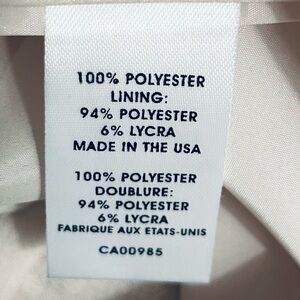 100% POLYESTER
LINING:
94% POLYESTER
6% LYCRA
MADE IN THE USA
100% POLYESTER
DOUBLURE:
94% POLYESTER
6% LYCRA
FABRIQUE AUX ETATS-UNIS
CA00985